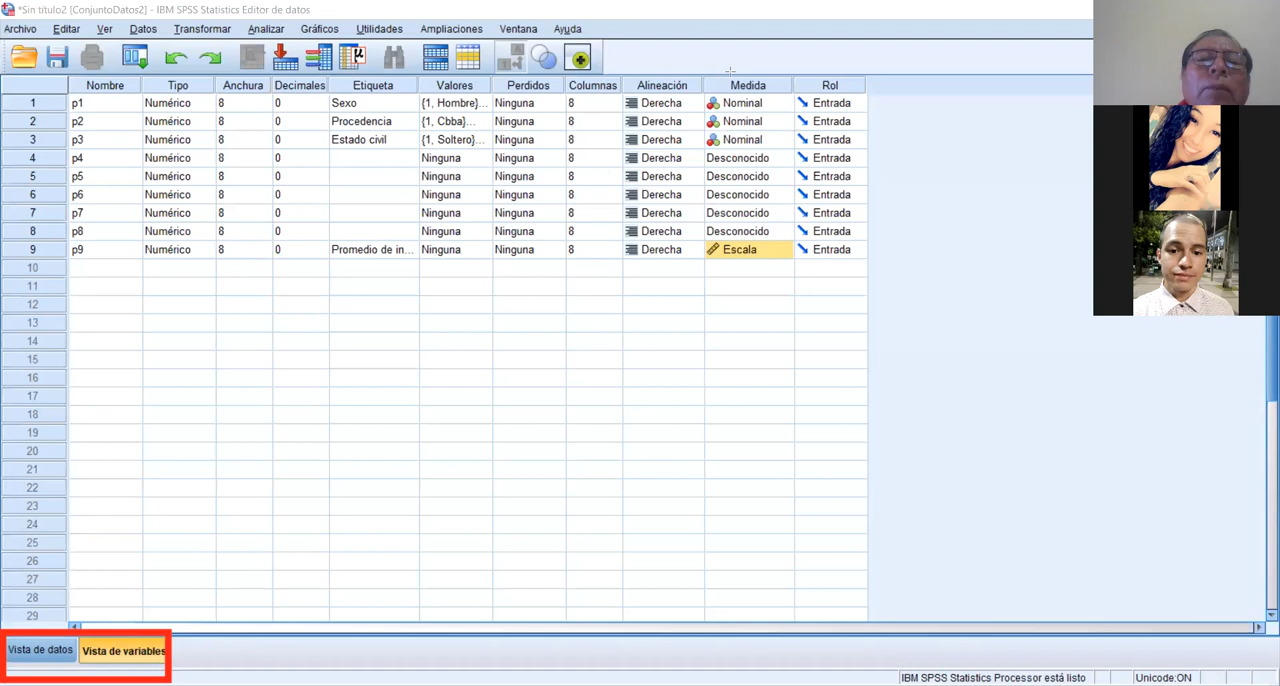 *Sin título2 [ConjuntoDatos2] - IBM SPSS Statistics Editor de datos
Archivo Editar Ver Datos Transformar Analizar Gráficos Utilidades Ampliaciones Ventana Ayuda
Nombre Tipo Anchura Decimales Etiqueta Valores Perdidos Columnas Alineación Medida Rol
1 p1 Numérico 8 0 Sexo {1, Hombre}... Ninguna 8 Derecha Nominal Entrada
2 p2 Numérico 8 0 Procedencia {1, Cbba}... Ninguna 8 Derecha Nominal Entrada
3 p3 Numérico 8 0 Estado civil {1, Soltero}... Ninguna 8 Derecha Nominal Entrada
4 p4 Numérico 8 0 Ninguna Ninguna 8 Derecha Desconocido Entrada
5 p5 Numérico 8 0 Ninguna Ninguna 8 Derecha Desconocido Entrada
6 p6 Numérico 8 0 Ninguna Ninguna 8 Derecha Desconocido Entrada
7 p7 Numérico 8 0 Ninguna Ninguna 8 Derecha Desconocido Entrada
8 p8 Numérico 8 0 Ninguna Ninguna 8 Derecha Desconocido Entrada
9 p9 Numérico 8 0 Promedio de in... Ninguna Ninguna 8 Derecha Escala Entrada
10
11
12
13
14
15
16
17
18
19
20
21
22
23
24
25
26
27
28
29
Vista de datos Vista de variables
IBM SPSS Statistics Processor está listo Unicode:ON